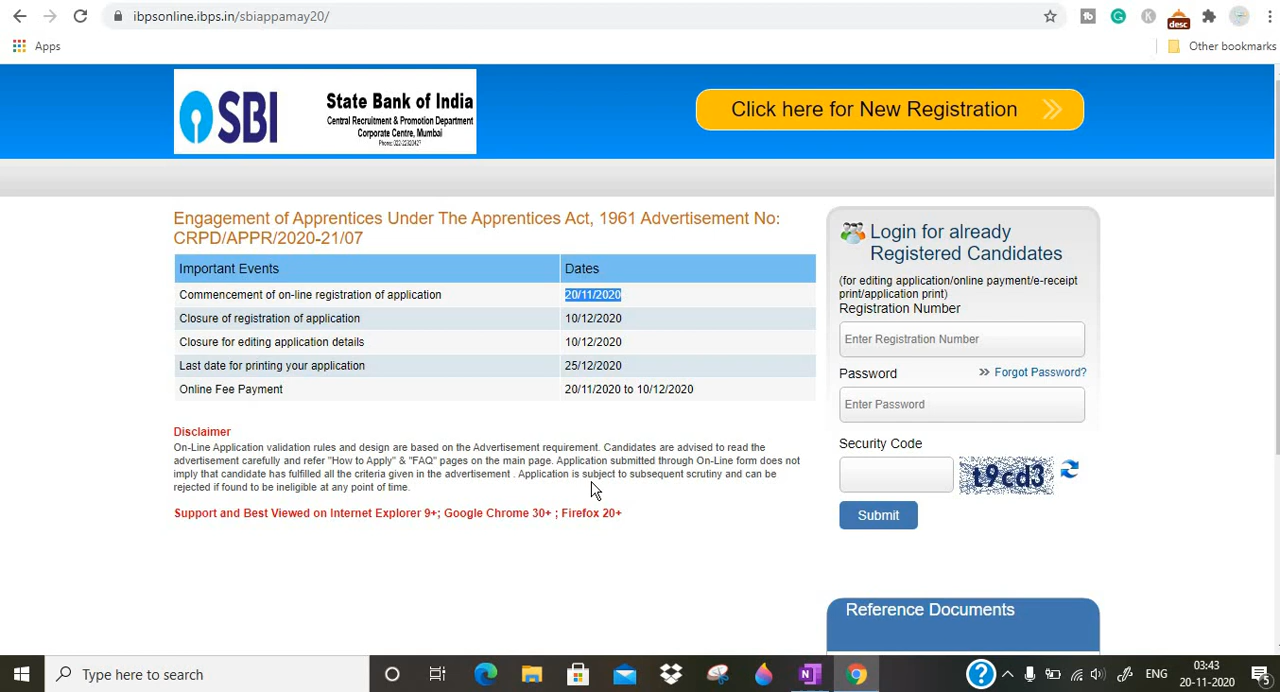 ibpsonline.ibps.in/sbiappamay20/
tb
G
K
desc
Apps
Other bookmarks
SBI
State Bank of India
Central Recruitment & Promotion Department
Corporate Centre, Mumbai
Click here for New Registration
Engagement of Apprentices Under The Apprentices Act, 1961 Advertisement No:
CRPD/APPR/2020-21/07
Important Events Dates
Commencement of on-line registration of application 20/11/2020
Closure of registration of application 10/12/2020
Closure for editing application details 10/12/2020
Last date for printing your application 25/12/2020
Online Fee Payment 20/11/2020 to 10/12/2020
Disclaimer
On-Line Application validation rules and design are based on the Advertisement requirement. Candidates are advised to read the
advertisement carefully and refer "How to Apply" & "FAQ" pages on the main page. Application submitted through On-Line form does not
imply that candidate has fulfilled all the criteria given in the advertisement . Application is subject to subsequent scrutiny and can be
rejected if found to be ineligible at any point of time.
Support and Best Viewed on Internet Explorer 9+; Google Chrome 30+ ; Firefox 20+
Login for already
Registered Candidates
(for editing application/online payment/e-receipt
print/application print)
Registration Number
Enter Registration Number
Password » Forgot Password?
Enter Password
Security Code
t9cd3
Submit
Reference Documents
Type here to search
N
?
ENG
03:43
20-11-2020
5